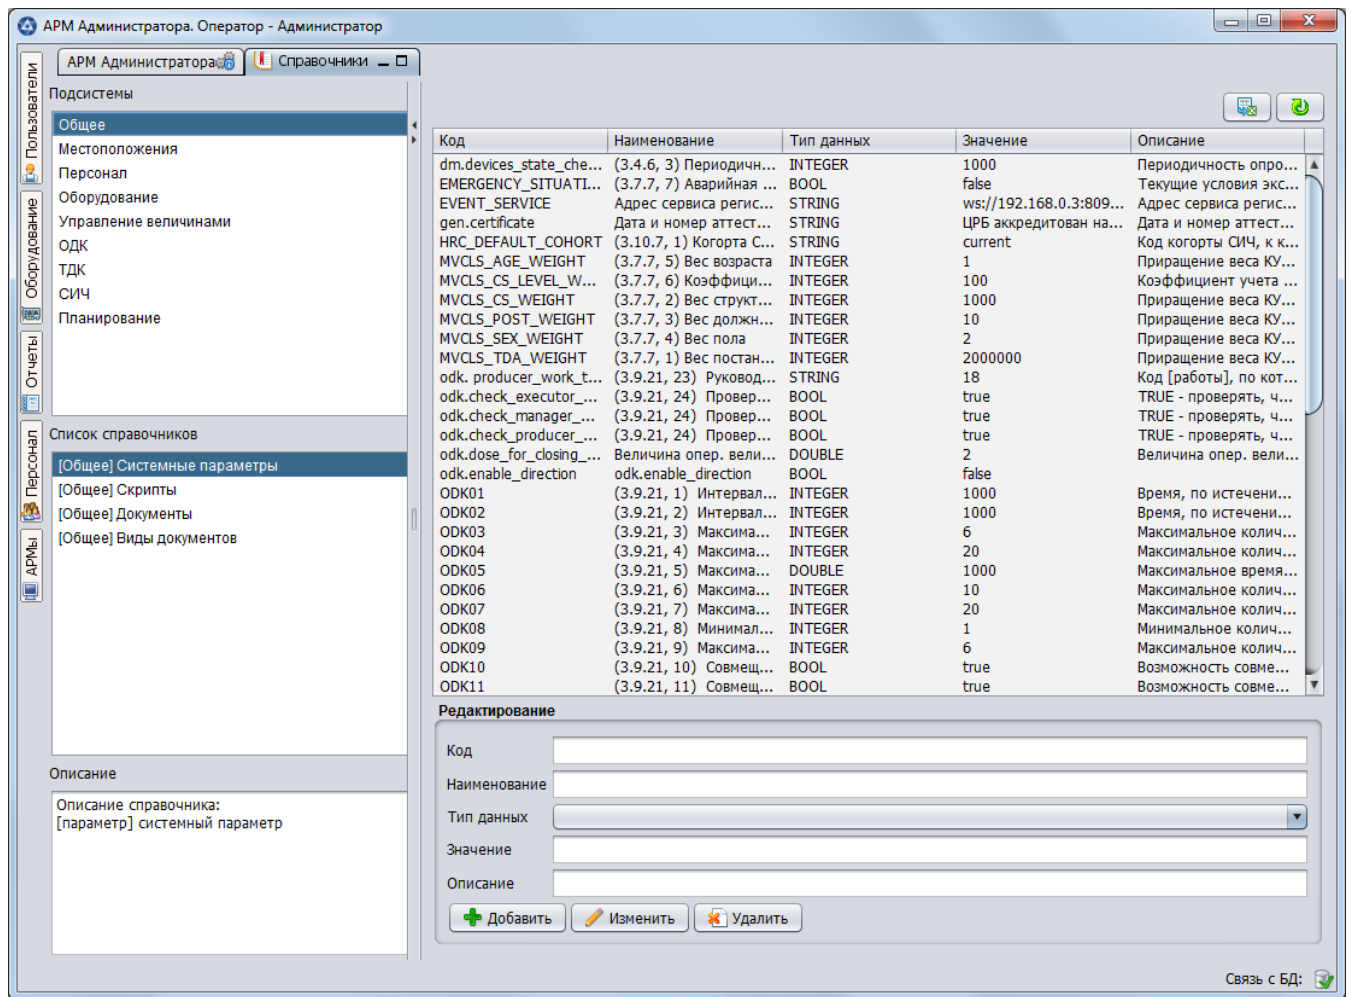 АРМ Администратора. Оператор - Администратор
АРМ Администратора
Справочники
Пользователи
Оборудование
Отчеты
Персонал
АРМы
Подсистемы
Общее
Местоположения
Персонал
Оборудование
Управление величинами
ОДК
ТДК
СИЧ
Планирование
Список справочников
[Общее] Системные параметры
[Общее] Скрипты
[Общее] Документы
[Общее] Виды документов
Описание
Описание справочника:
[параметр] системный параметр
Код Наименование Тип данных Значение Описание
dm.devices_state_che... (3.4.6, 3) Периодичн... INTEGER 1000 Периодичность опро...
EMERGENCY_SITUATI... (3.7.7, 7) Аварийная ... BOOL false Текущие условия экс...
EVENT_SERVICE Адрес сервиса регис... STRING ws://192.168.0.3:809... Адрес сервиса регис...
gen.certificate Дата и номер аттест... STRING ЦРБ аккредитован на... Дата и номер аттест...
HRC_DEFAULT_COHORT (3.10.7, 1) Когорта С... STRING current Код когорты СИЧ, к к...
MVCLS_AGE_WEIGHT (3.7.7, 5) Вес возраста INTEGER 1 Приращение веса КУ...
MVCLS_CS_LEVEL_W... (3.7.7, 6) Коэффици... INTEGER 100 Коэффициент учета ...
MVCLS_CS_WEIGHT (3.7.7, 2) Вес структ... INTEGER 1000 Приращение веса КУ...
MVCLS_POST_WEIGHT (3.7.7, 3) Вес должн... INTEGER 10 Приращение веса КУ...
MVCLS_SEX_WEIGHT (3.7.7, 4) Вес пола INTEGER 2 Приращение веса КУ...
MVCLS_TDA_WEIGHT (3.7.7, 1) Вес постан... INTEGER 2000000 Приращение веса КУ...
odk. producer_work_t... (3.9.21, 23) Руковод... STRING 18 Код [работы], по кот...
odk.check_executor_... (3.9.21, 24) Провер... BOOL true TRUE - проверять, ч...
odk.check_manager_... (3.9.21, 24) Провер... BOOL true TRUE - проверять, ч...
odk.check_producer_... (3.9.21, 24) Провер... BOOL true TRUE - проверять, ч...
odk.dose_for_closing_... Величина опер. вели... DOUBLE 2 Величина опер. вели...
odk.enable_direction odk.enable_direction BOOL false
ODK01 (3.9.21, 1) Интервал... INTEGER 1000 Время, по истечени...
ODK02 (3.9.21, 2) Интервал... INTEGER 1000 Время, по истечени...
ODK03 (3.9.21, 3) Максима... INTEGER 6 Максимальное колич...
ODK04 (3.9.21, 4) Максима... INTEGER 20 Максимальное колич...
ODK05 (3.9.21, 5) Максима... DOUBLE 1000 Максимальное время...
ODK06 (3.9.21, 6) Максима... INTEGER 10 Максимальное колич...
ODK07 (3.9.21, 7) Максима... INTEGER 20 Максимальное колич...
ODK08 (3.9.21, 8) Минимал... INTEGER 1 Минимальное колич...
ODK09 (3.9.21, 9) Максима... INTEGER 6 Максимальное колич...
ODK10 (3.9.21, 10) Совмещ... BOOL true Возможность совме...
ODK11 (3.9.21, 11) Совмещ... BOOL true Возможность совме...
Редактирование
Код
Наименование
Тип данных
Значение
Описание
Добавить Изменить Удалить
Связь с БД: